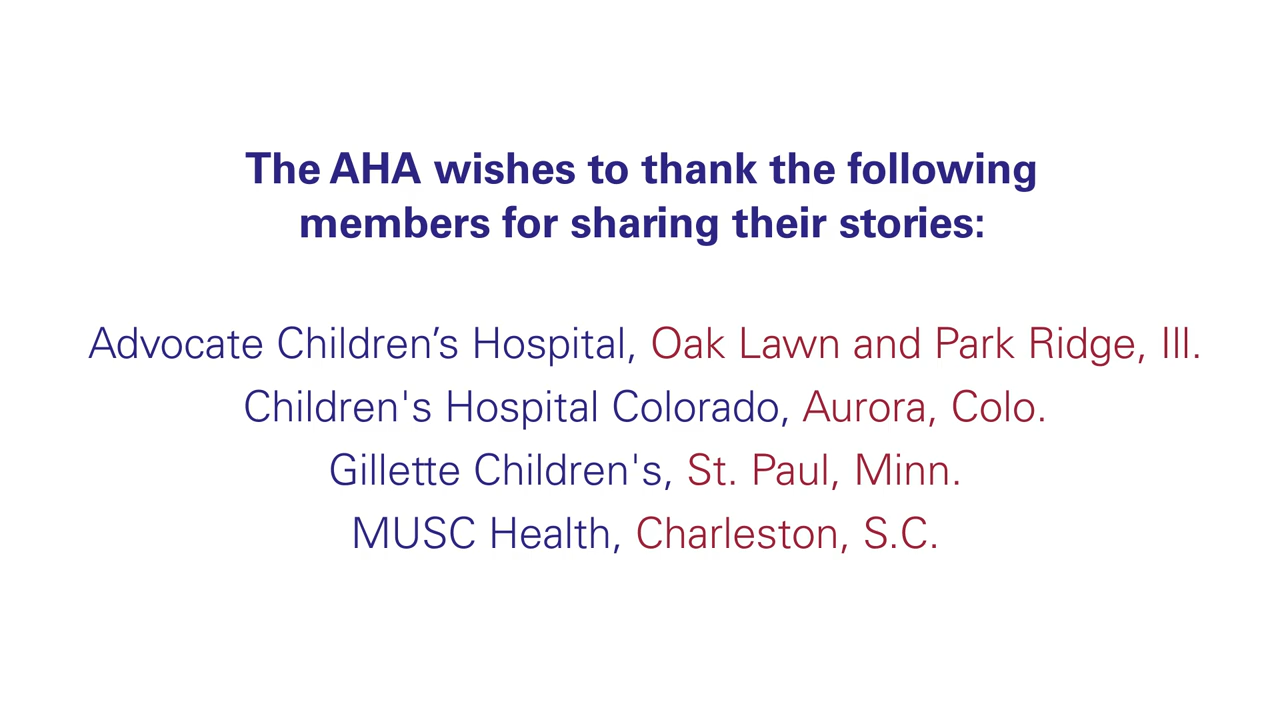 The AHA wishes to thank the following
members for sharing their stories:
Advocate Children’s Hospital, Oak Lawn and Park Ridge, Ill.
Children's Hospital Colorado, Aurora, Colo.
Gillette Children's, St. Paul, Minn.
MUSC Health, Charleston, S.C.